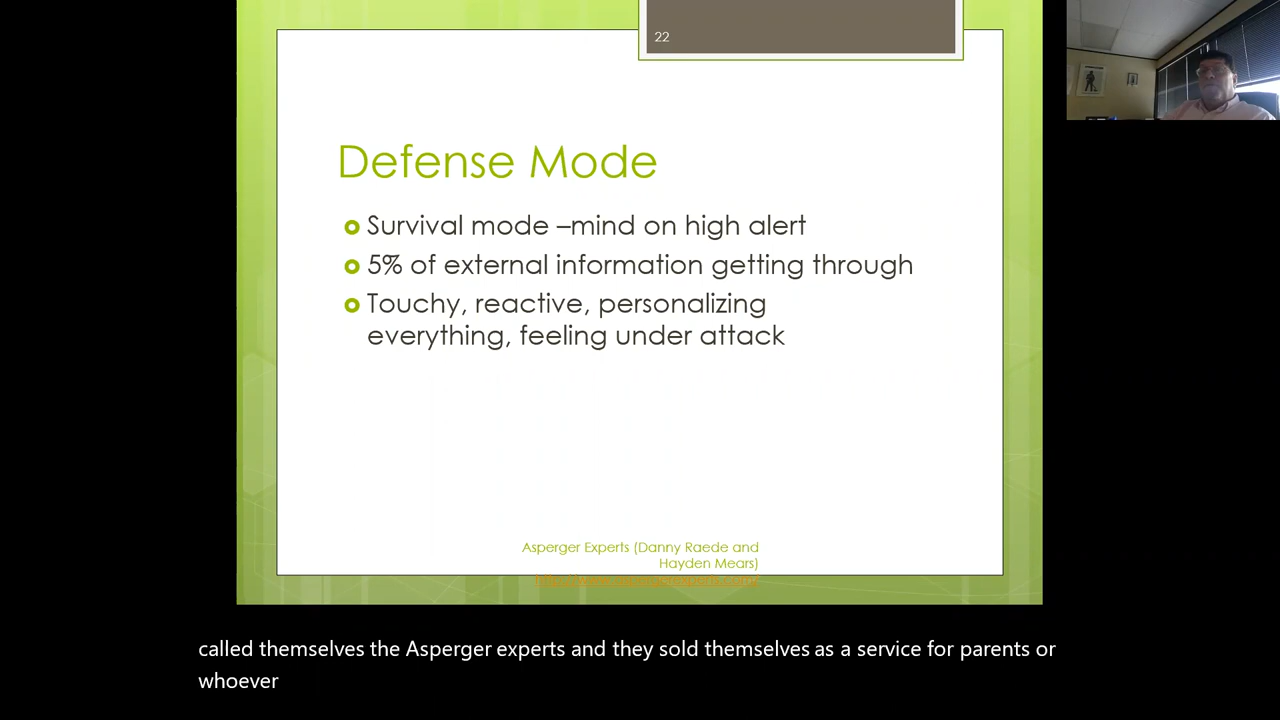 22
Defense Mode
Survival mode –mind on high alert
5% of external information getting through
Touchy, reactive, personalizing
everything, feeling under attack
Asperger Experts (Danny Raede and
Hayden Mears)
called themselves the Asperger experts and they sold themselves as a service for parents or
whoever